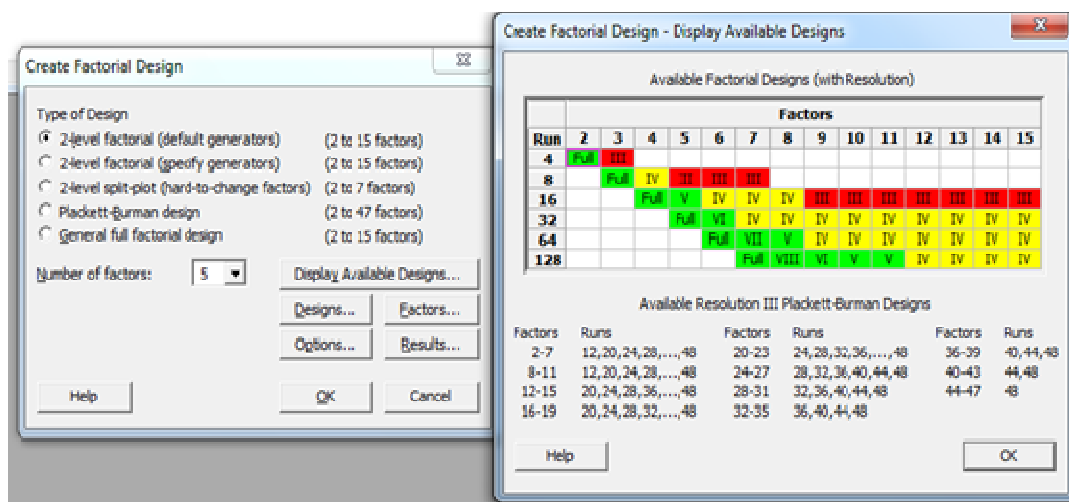 Create Factorial Design
Type of Design
2-level factorial (default generators) (2 to 15 factors)
2-level factorial (specify generators) (2 to 15 factors)
2-level split-plot (hard-to-change factors) (2 to 7 factors)
Plackett-Burman design (2 to 47 factors)
General full factorial design (2 to 15 factors)
Number of factors: 5 Display Available Designs...
Designs... Factors...
Options... Results...
Help OK Cancel
Create Factorial Design - Display Available Designs
Available Factorial Designs (with Resolution)
Factors
Run 2 3 4 5 6 7 8 9 10 11 12 13 14 15
4 Full III
8 Full IV III III III
16 Full V IV IV IV III III III III III III III
32 Full VI IV IV IV IV IV IV IV IV IV
64 Full VII V IV IV IV IV IV IV IV
128 Full VIII VI V V IV IV IV IV
Available Resolution III Plackett-Burman Designs
Factors Runs Factors Runs Factors Runs
2-7 12,20,24,28,...,48 20-23 24,28,32,36,...,48 36-39 40,44,48
8-11 12,20,24,28,...,48 24-27 28,32,36,40,44,48 40-43 44,48
12-15 20,24,28,36,...,48 28-31 32,36,40,44,48 44-47 48
16-19 20,24,28,32,...,48 32-35 36,40,44,48
Help OK